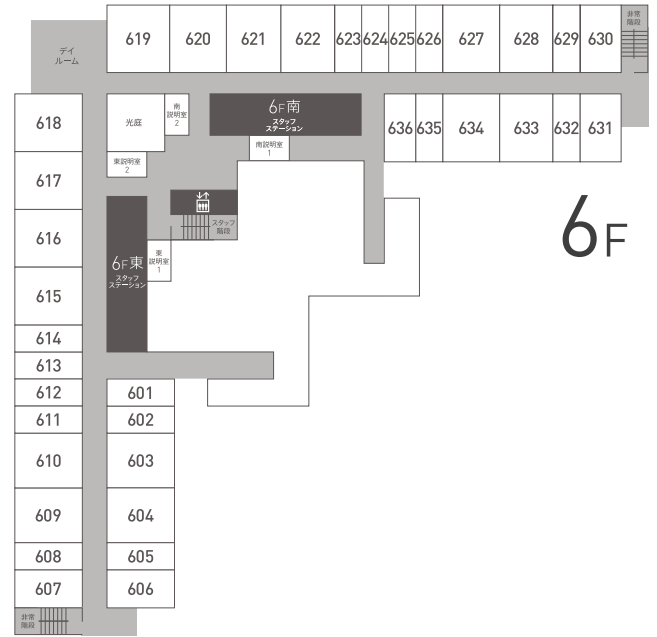 619
620
621
622
623
624
625
626
627
628
629
630
非常
階段
デイ
ルーム
618
光庭
南
説明室
2
6F南
スタッフ
ステーション
636
635
634
633
632
631
南説明室
1
東説明室
2
617
616
スタッフ
階段
6F
6F東
スタッフ
ステーション
東
説明室
1
615
614
613
612
601
611
602
610
603
609
604
608
605
607
606
非常
階段